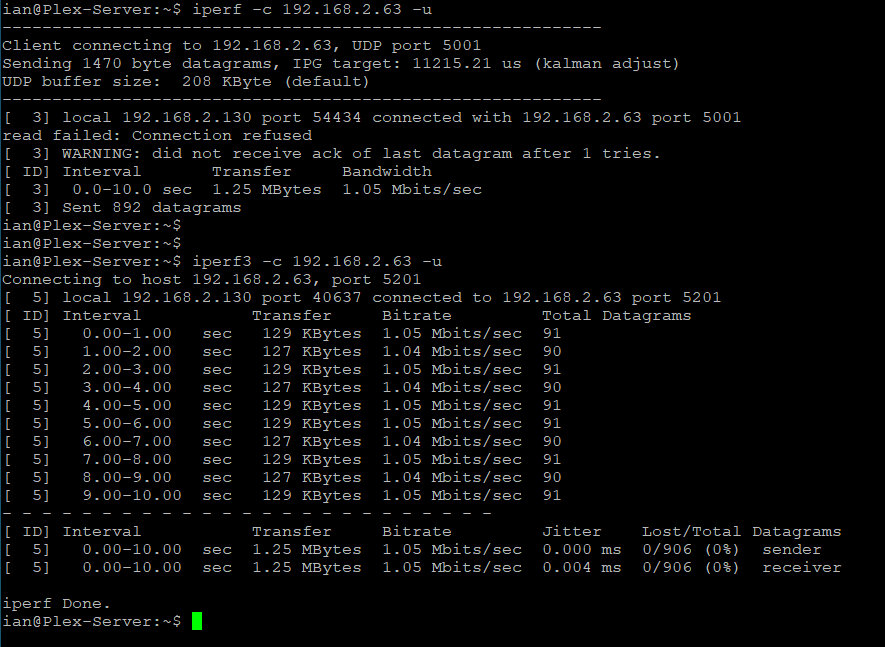 ian@Plex-Server:~$ iperf -c 192.168.2.63 -u
------------------------------------------------------------
Client connecting to 192.168.2.63, UDP port 5001
Sending 1470 byte datagrams, IPG target: 11215.21 us (kalman adjust)
UDP buffer size:  208 KByte (default)
------------------------------------------------------------
[  3] local 192.168.2.130 port 54434 connected with 192.168.2.63 port 5001
read failed: Connection refused
[  3] WARNING: did not receive ack of last datagram after 1 tries.
[ ID] Interval       Transfer     Bandwidth
[  3]  0.0-10.0 sec  1.25 MBytes  1.05 Mbits/sec
[  3] Sent 892 datagrams
ian@Plex-Server:~$
ian@Plex-Server:~$
ian@Plex-Server:~$ iperf3 -c 192.168.2.63 -u
Connecting to host 192.168.2.63, port 5201
[  5] local 192.168.2.130 port 40637 connected to 192.168.2.63 port 5201
[ ID] Interval           Transfer     Bitrate         Total Datagrams
[  5]   0.00-1.00   sec   129 KBytes  1.05 Mbits/sec  91
[  5]   1.00-2.00   sec   127 KBytes  1.04 Mbits/sec  90
[  5]   2.00-3.00   sec   129 KBytes  1.05 Mbits/sec  91
[  5]   3.00-4.00   sec   127 KBytes  1.04 Mbits/sec  90
[  5]   4.00-5.00   sec   129 KBytes  1.05 Mbits/sec  91
[  5]   5.00-6.00   sec   129 KBytes  1.05 Mbits/sec  91
[  5]   6.00-7.00   sec   127 KBytes  1.04 Mbits/sec  90
[  5]   7.00-8.00   sec   129 KBytes  1.05 Mbits/sec  91
[  5]   8.00-9.00   sec   127 KBytes  1.04 Mbits/sec  90
[  5]   9.00-10.00  sec   129 KBytes  1.05 Mbits/sec  91
- - - - - - - - - - - - - - - - - - - - - - - - -
[ ID] Interval           Transfer     Bitrate         Jitter    Lost/Total Datagrams
[  5]   0.00-10.00  sec  1.25 MBytes  1.05 Mbits/sec  0.000 ms  0/906 (0%)  sender
[  5]   0.00-10.00  sec  1.25 MBytes  1.05 Mbits/sec  0.004 ms  0/906 (0%)  receiver

iperf Done.
ian@Plex-Server:~$